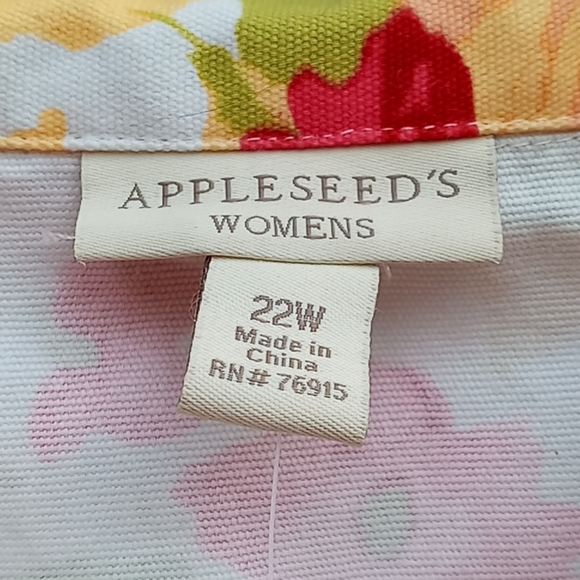 APPLESEED'S
WOMENS
22W
Made in
China
RN# 76915